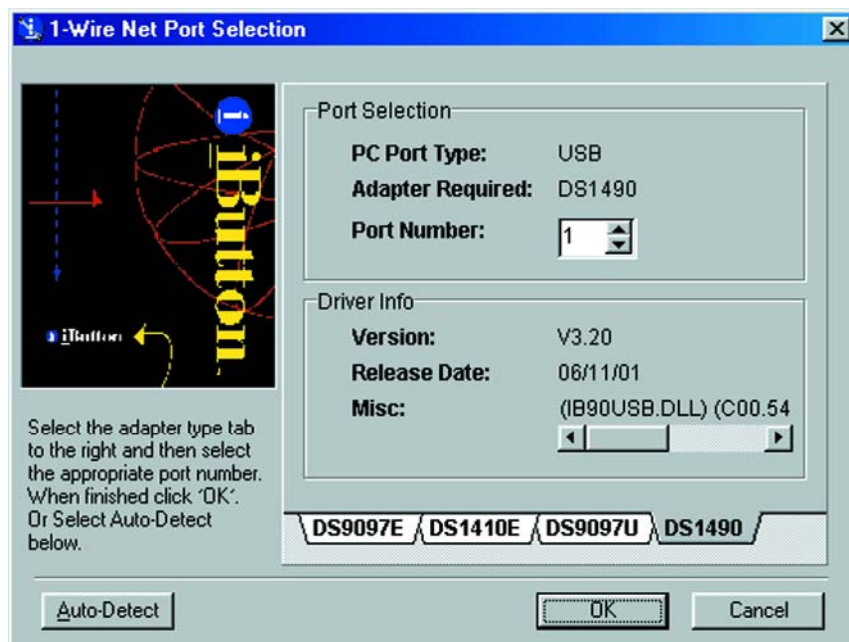 1-Wire Net Port Selection
iButton
iButton
Select the adapter type tab
to the right and then select
the appropriate port number.
When finished click ‘OK’.
Or Select Auto-Detect
below.
Port Selection
PC Port Type: USB
Adapter Required: DS1490
Port Number: 1
Driver Info
Version: V3.20
Release Date: 06/11/01
Misc: (IB90USB.DLL) (C00.54
DS9097E DS1410E DS9097U DS1490
Auto-Detect OK Cancel